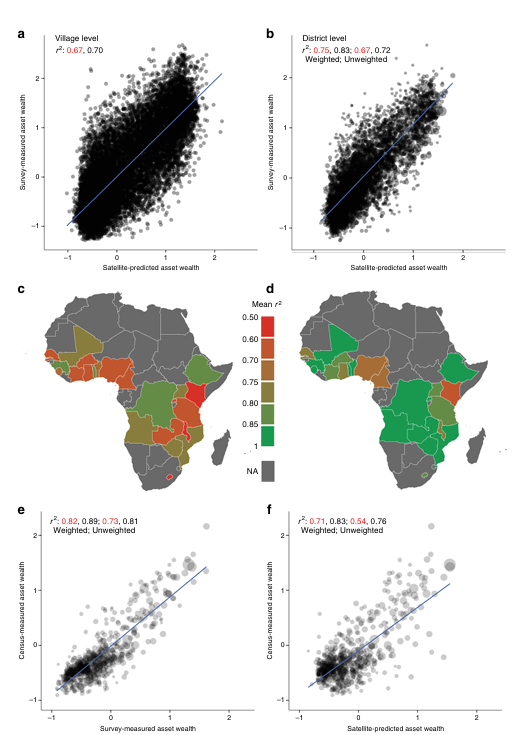 a
Village level
r²: 0.67, 0.70
2
1
0
−1
Survey-measured asset wealth
−1 0 1 2
Satellite-predicted asset wealth
b
District level
r²: 0.75, 0.83; 0.67, 0.72
Weighted; Unweighted
2
1
0
−1
Survey-measured asset wealth
−1 0 1 2
Satellite-predicted asset wealth
c
Mean r²
0.50
0.60
0.70
0.75
0.80
0.85
1
NA
d
e
r²: 0.82, 0.89; 0.73, 0.81
Weighted; Unweighted
2
1
0
−1
Census-measured asset wealth
−1 0 1 2
Survey-measured asset wealth
f
r²: 0.71, 0.83; 0.54, 0.76
Weighted; Unweighted
2
1
0
−1
Census-measured asset wealth
−1 0 1 2
Satellite-predicted asset wealth